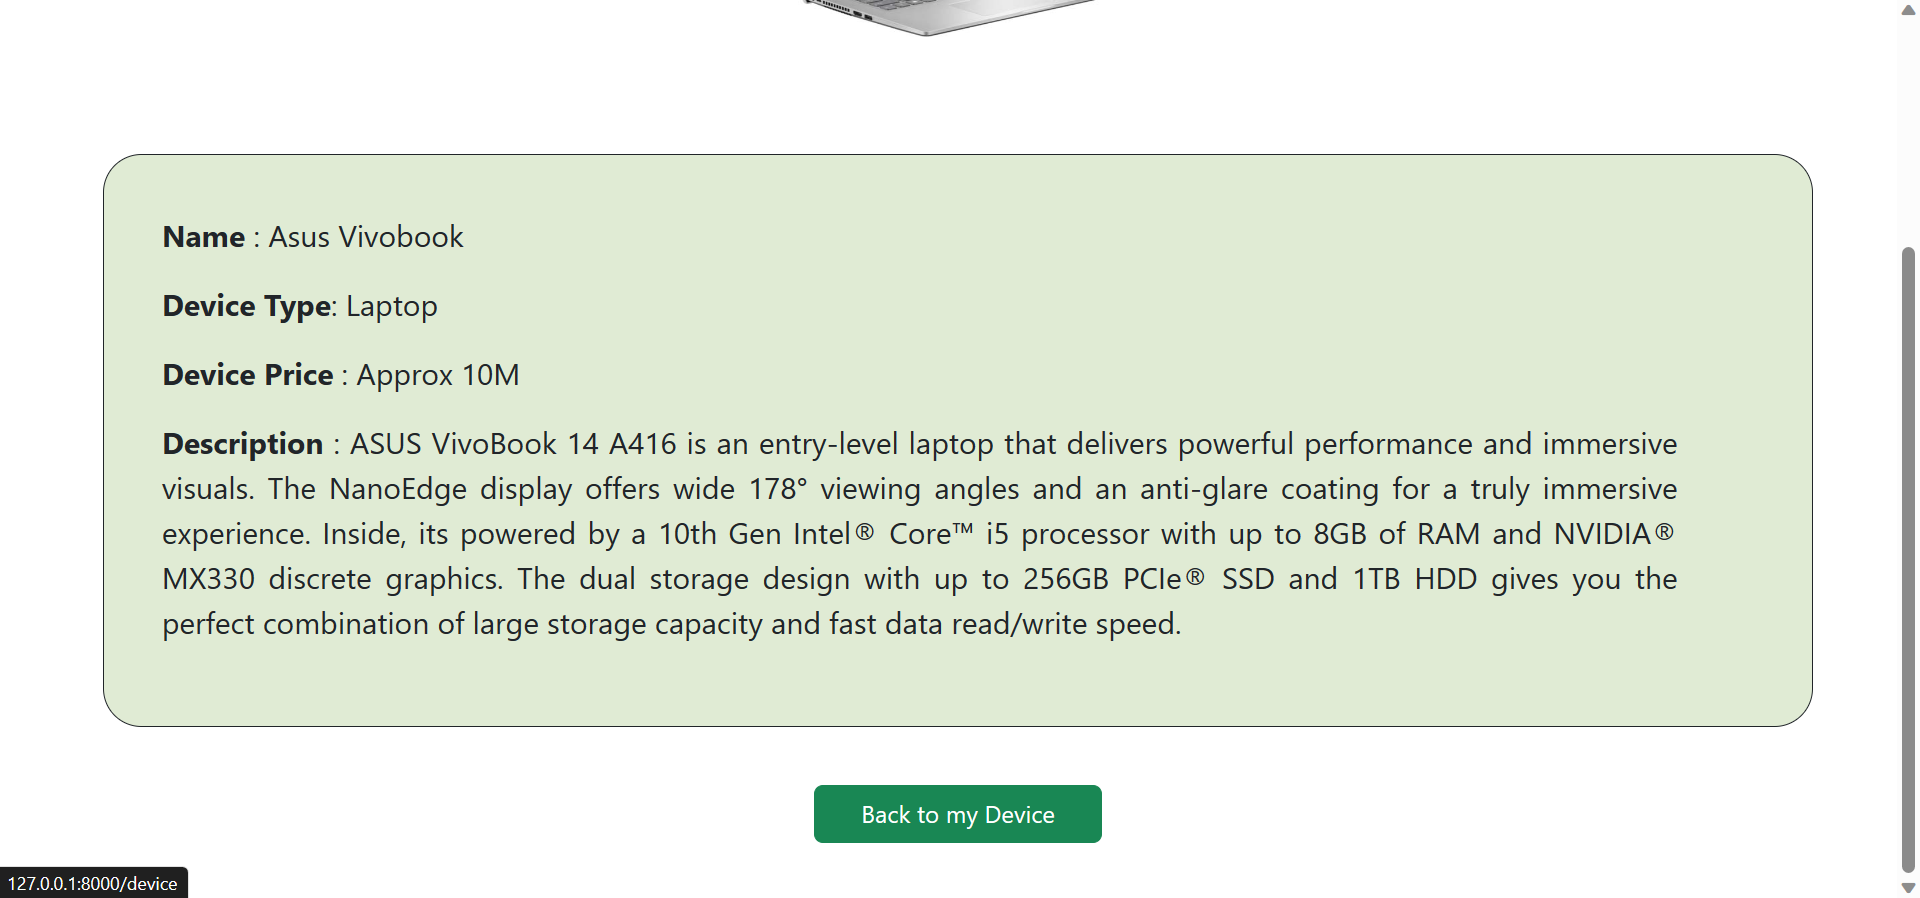 Name : Asus Vivobook
Device Type: Laptop
Device Price : Approx 10M
Description : ASUS VivoBook 14 A416 is an entry-level laptop that delivers powerful performance and immersive
visuals. The NanoEdge display offers wide 178° viewing angles and an anti-glare coating for a truly immersive
experience. Inside, its powered by a 10th Gen Intel® Core™ i5 processor with up to 8GB of RAM and NVIDIA®
MX330 discrete graphics. The dual storage design with up to 256GB PCIe® SSD and 1TB HDD gives you the
perfect combination of large storage capacity and fast data read/write speed.
Back to my Device
127.0.0.1:8000/device